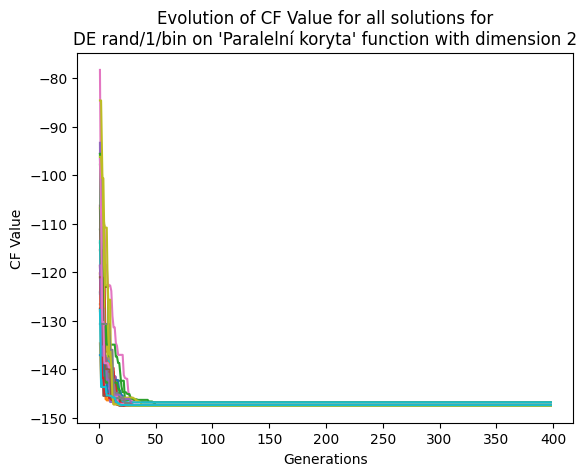 Evolution of CF Value for all solutions for
DE rand/1/bin on 'Paralelní koryta' function with dimension 2
CF Value
−80
−90
−100
−110
−120
−130
−140
−150
0 50 100 150 200 250 300 350 400
Generations